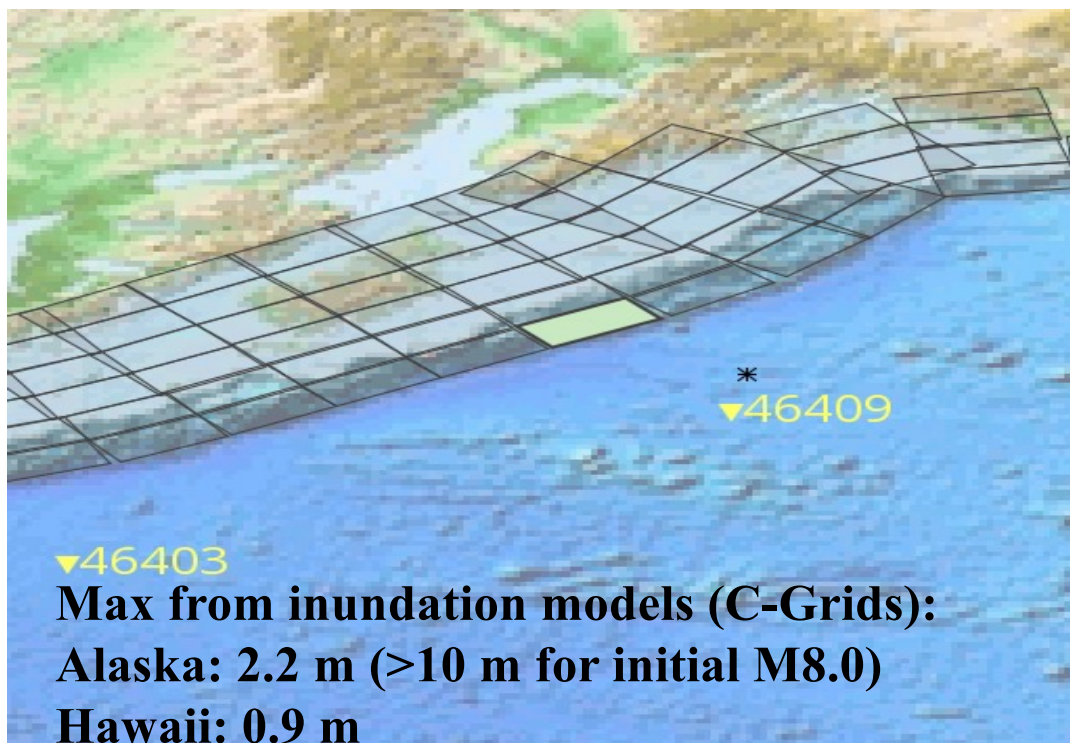 46409
46403
Max from inundation models (C-Grids):
Alaska: 2.2 m (>10 m for initial M8.0)
Hawaii: 0.9 m